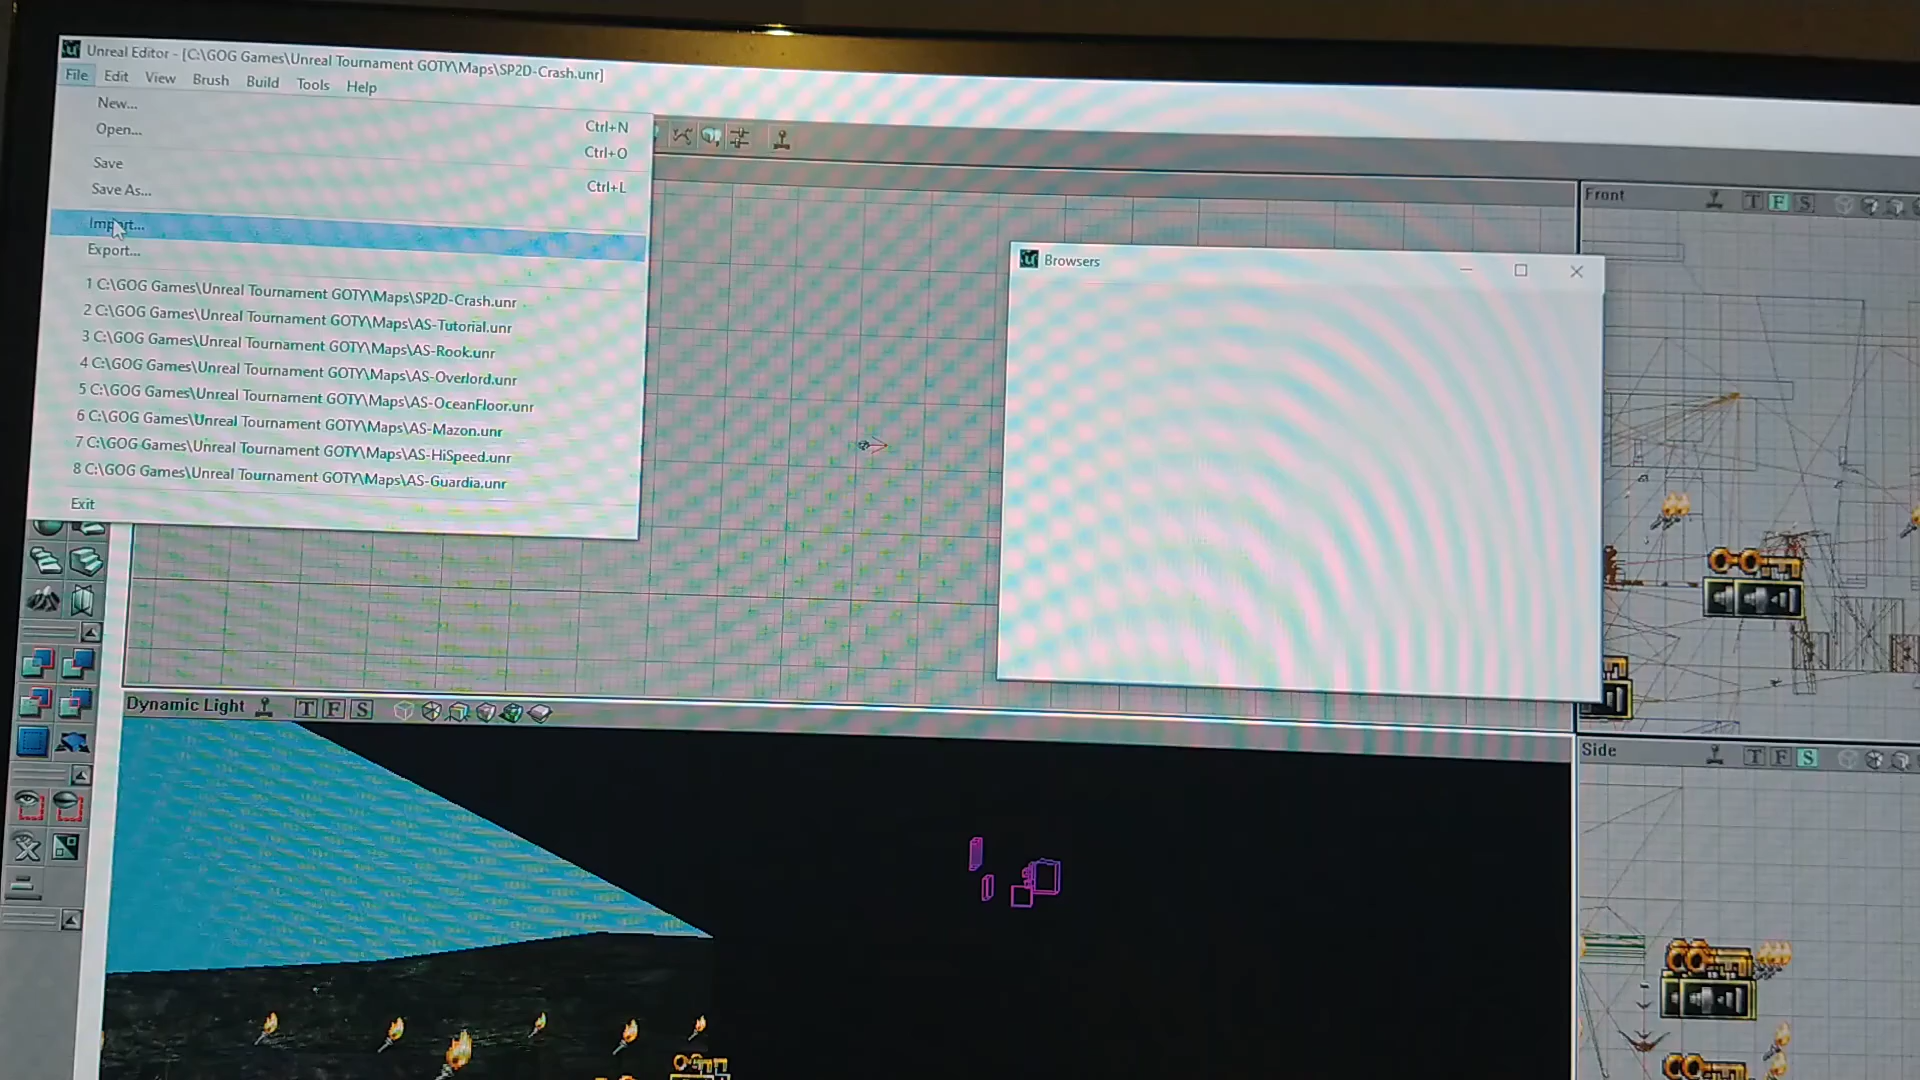 Unreal Editor - [C:\GOG Games\Unreal Tournament GOTY\Maps\SP2D-Crash.unr]
File Edit View Brush Build Tools Help
New... Ctrl+N
Open... Ctrl+O
Save Ctrl+L
Save As...
Import...
Export...
1 C:\GOG Games\Unreal Tournament GOTY\Maps\SP2D-Crash.unr
2 C:\GOG Games\Unreal Tournament GOTY\Maps\AS-Tutorial.unr
3 C:\GOG Games\Unreal Tournament GOTY\Maps\AS-Rook.unr
4 C:\GOG Games\Unreal Tournament GOTY\Maps\AS-Overlord.unr
5 C:\GOG Games\Unreal Tournament GOTY\Maps\AS-OceanFloor.unr
6 C:\GOG Games\Unreal Tournament GOTY\Maps\AS-Mazon.unr
7 C:\GOG Games\Unreal Tournament GOTY\Maps\AS-HiSpeed.unr
8 C:\GOG Games\Unreal Tournament GOTY\Maps\AS-Guardia.unr
Exit
Browsers
Front T F S
Dynamic Light T F S
Side T F S